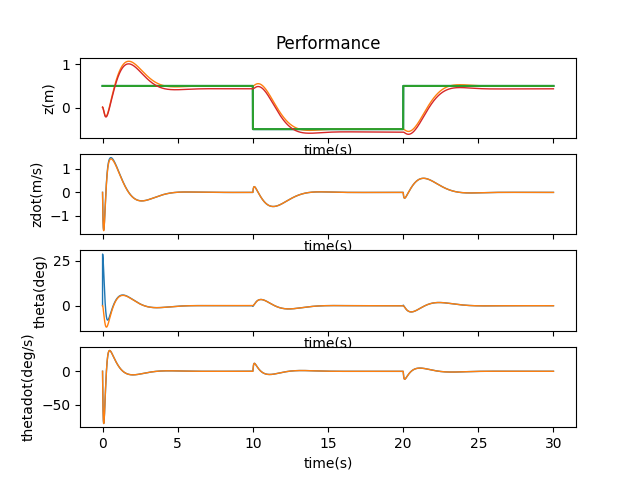 Performance
z(m)
1
0
time(s)
zdot(m/s)
1
0
−1
time(s)
theta(deg)
25
0
time(s)
thetadot(deg/s)
0
−50
0 5 10 15 20 25 30
time(s)